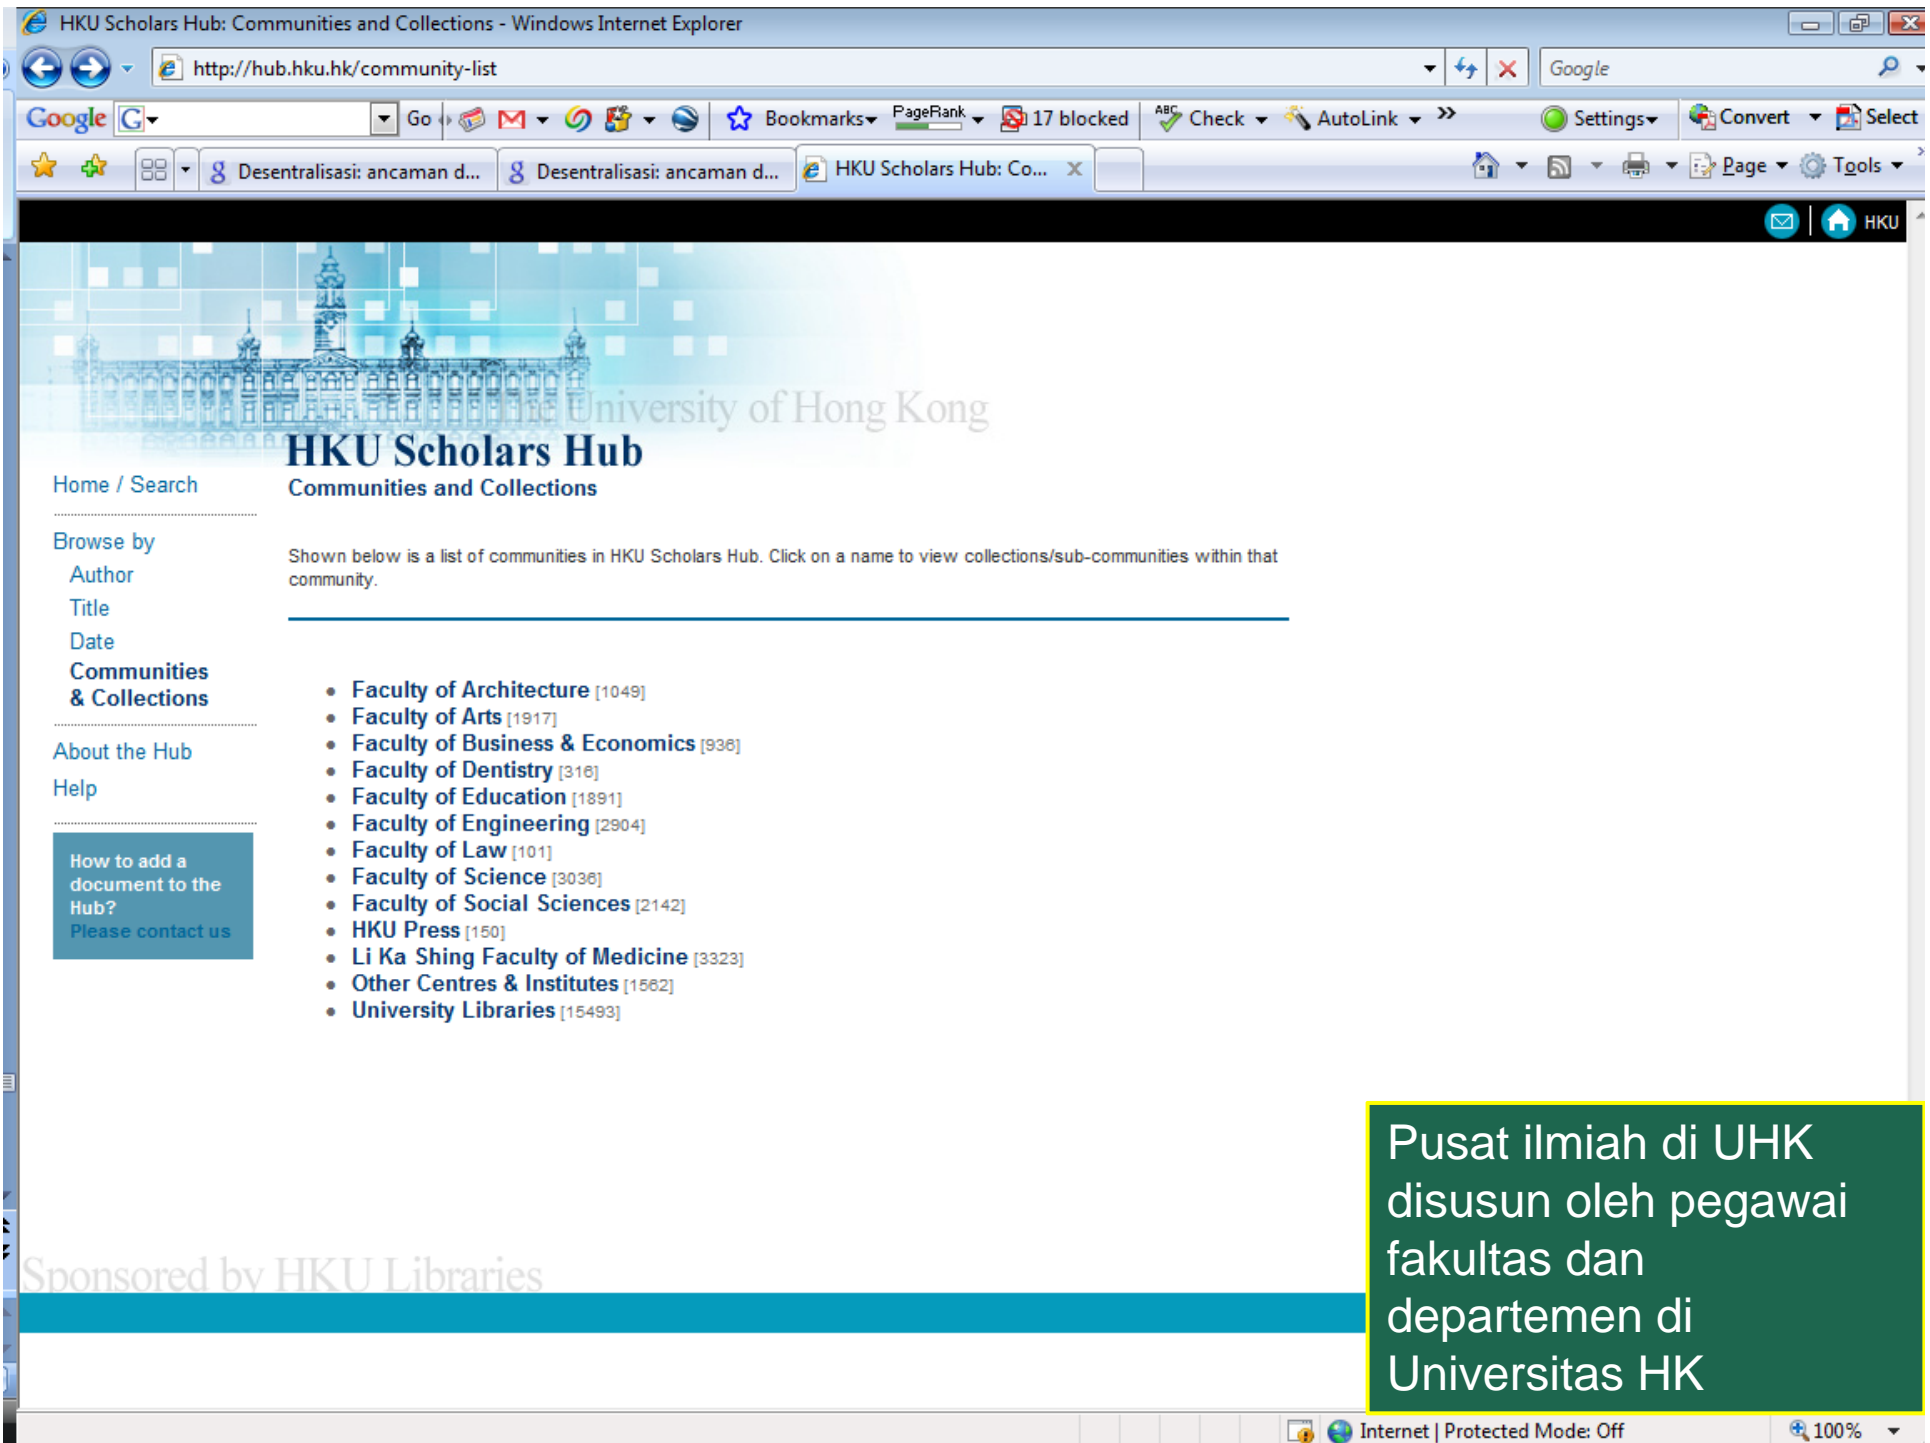 HKU Scholars Hub: Communities and Collections - Windows Internet Explorer
http://hub.hku.hk/community-list
Google
Google G Go Bookmarks PageRank 17 blocked ABC Check AutoLink » Settings Convert Select
Desentralisasi: ancaman d... Desentralisasi: ancaman d... HKU Scholars Hub: Co... X Page Tools »
HKU
The University of Hong Kong
HKU Scholars Hub
Communities and Collections
Home / Search
Browse by
Author
Title
Date
Communities
& Collections
About the Hub
Help
How to add a
document to the
Hub?
Please contact us
Shown below is a list of communities in HKU Scholars Hub. Click on a name to view collections/sub-communities within that
community.
• Faculty of Architecture [1049]
• Faculty of Arts [1917]
• Faculty of Business & Economics [936]
• Faculty of Dentistry [316]
• Faculty of Education [1891]
• Faculty of Engineering [2904]
• Faculty of Law [101]
• Faculty of Science [3036]
• Faculty of Social Sciences [2142]
• HKU Press [150]
• Li Ka Shing Faculty of Medicine [3323]
• Other Centres & Institutes [1562]
• University Libraries [15493]
Sponsored by HKU Libraries
Pusat ilmiah di UHK
disusun oleh pegawai
fakultas dan
departemen di
Universitas HK
Internet | Protected Mode: Off 100%